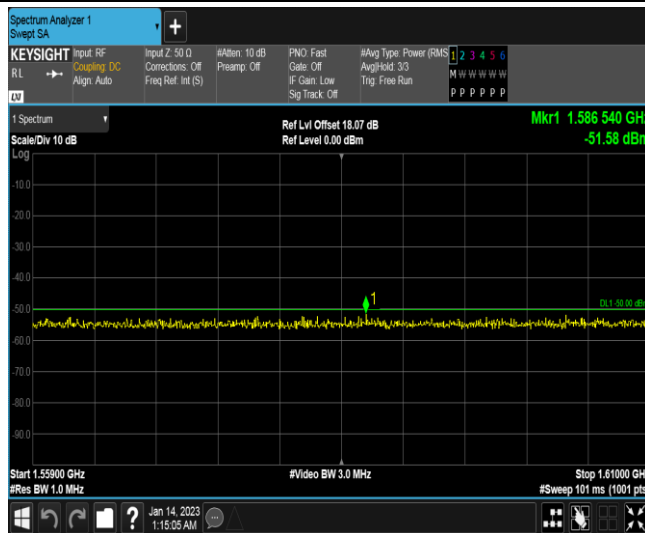 Spectrum Analyzer 1
Swept SA
+
KEYSIGHT
RL
LXI
Input: RF
Coupling: DC
Align: Auto
Input Z: 50 Ω
Corrections: Off
Freq Ref: Int (S)
#Atten: 10 dB
Preamp: Off
PNO: Fast
Gate: Off
IF Gain: Low
Sig Track: Off
#Avg Type: Power (RMS
Avg|Hold: 3/3
Trig: Free Run
1 2 3 4 5 6
M W W W W W
P P P P P P
1 Spectrum
Scale/Div 10 dB
Log
Ref Lvl Offset 18.07 dB
Ref Level 0.00 dBm
Mkr1 1.586 540 GHz
-51.58 dBm
-10.0
-20.0
-30.0
-40.0
-50.0
-60.0
-70.0
-80.0
-90.0
1
DL1 -50.00 dBm
Start 1.55900 GHz
#Res BW 1.0 MHz
#Video BW 3.0 MHz
Stop 1.61000 GH
#Sweep 101 ms (1001 pts
?
Jan 14, 2023
1:15:05 AM